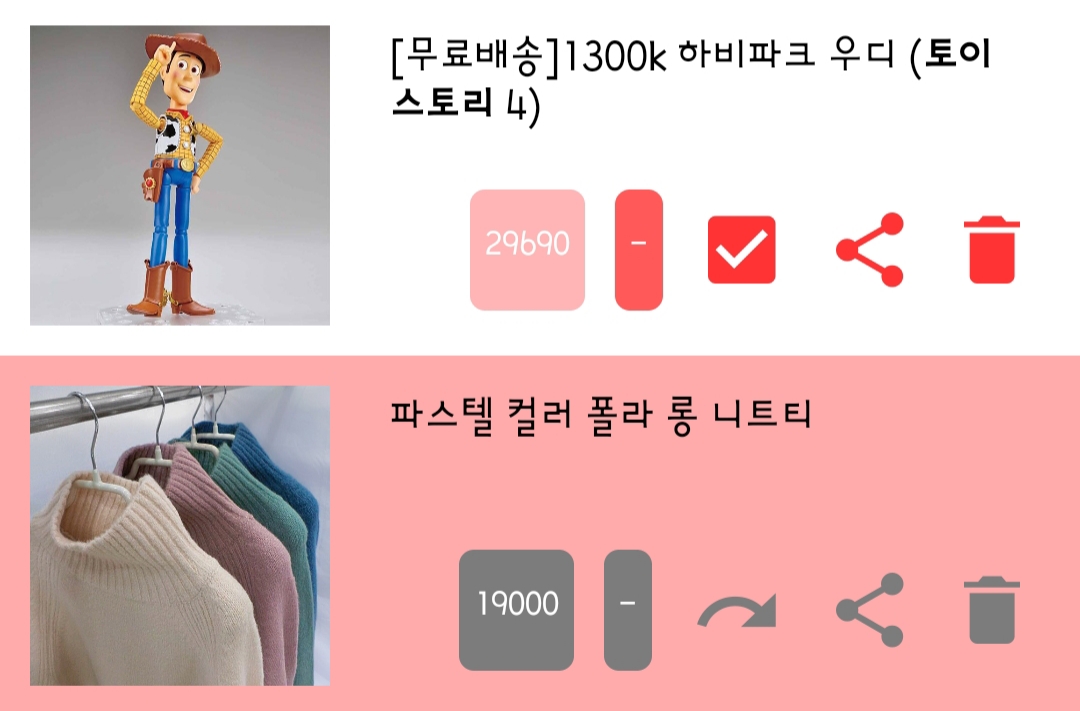 [무료배송]1300k 하비파크 우디 (토이
스토리 4)
29690
-
파스텔 컬러 폴라 롱 니트티
19000
-